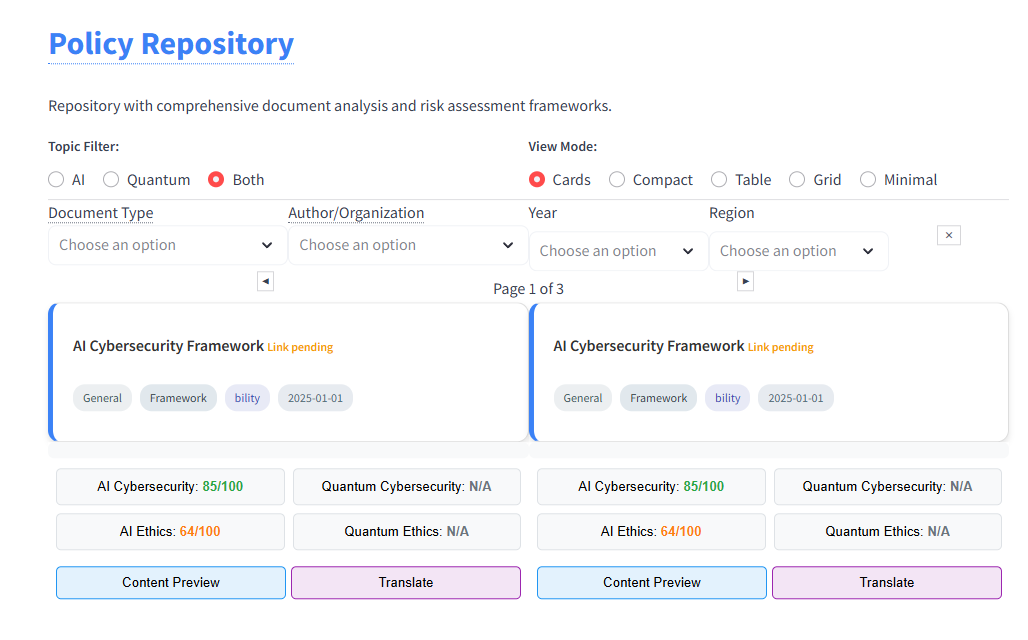 Policy Repository
Repository with comprehensive document analysis and risk assessment frameworks.
Topic Filter: View Mode:
AI Quantum Both Cards Compact Table Grid Minimal
Document Type Author/Organization Year Region
Choose an option Choose an option Choose an option Choose an option ×
◄ Page 1 of 3 ►
AI Cybersecurity Framework Link pending AI Cybersecurity Framework Link pending
General Framework bility 2025-01-01 General Framework bility 2025-01-01
AI Cybersecurity: 85/100 Quantum Cybersecurity: N/A AI Cybersecurity: 85/100 Quantum Cybersecurity: N/A
AI Ethics: 64/100 Quantum Ethics: N/A AI Ethics: 64/100 Quantum Ethics: N/A
Content Preview Translate Content Preview Translate